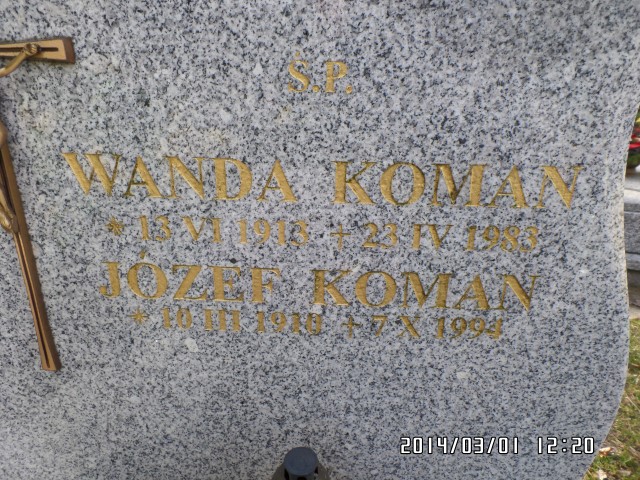 Ś.P.
WANDA KOMAN
* 13 VI 1913 + 23 IV 1983
JÓZEF KOMAN
* 10 III 1910 + 7 X 1994
2014/03/01 12:20